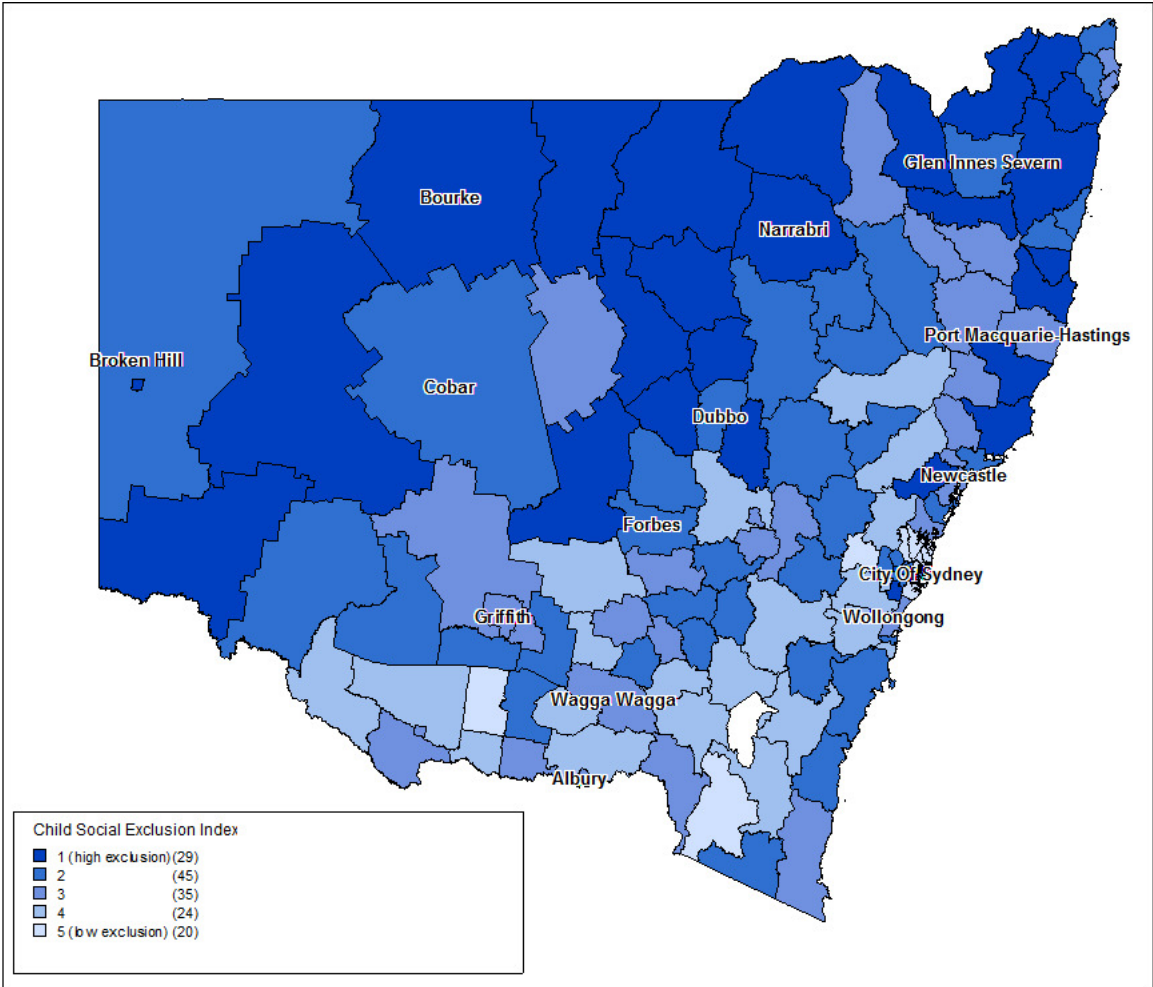 Glen Innes Severn
Bourke
Narrabri
Port Macquarie-Hastings
Broken Hill
Cobar
Dubbo
Newcastle
Forbes
City Of Sydney
Griffith
Wollongong
Wagga Wagga
Albury
Child Social Exclusion Index
1 (high exclusion) (29)
2 (45)
3 (35)
4 (24)
5 (low exclusion) (20)